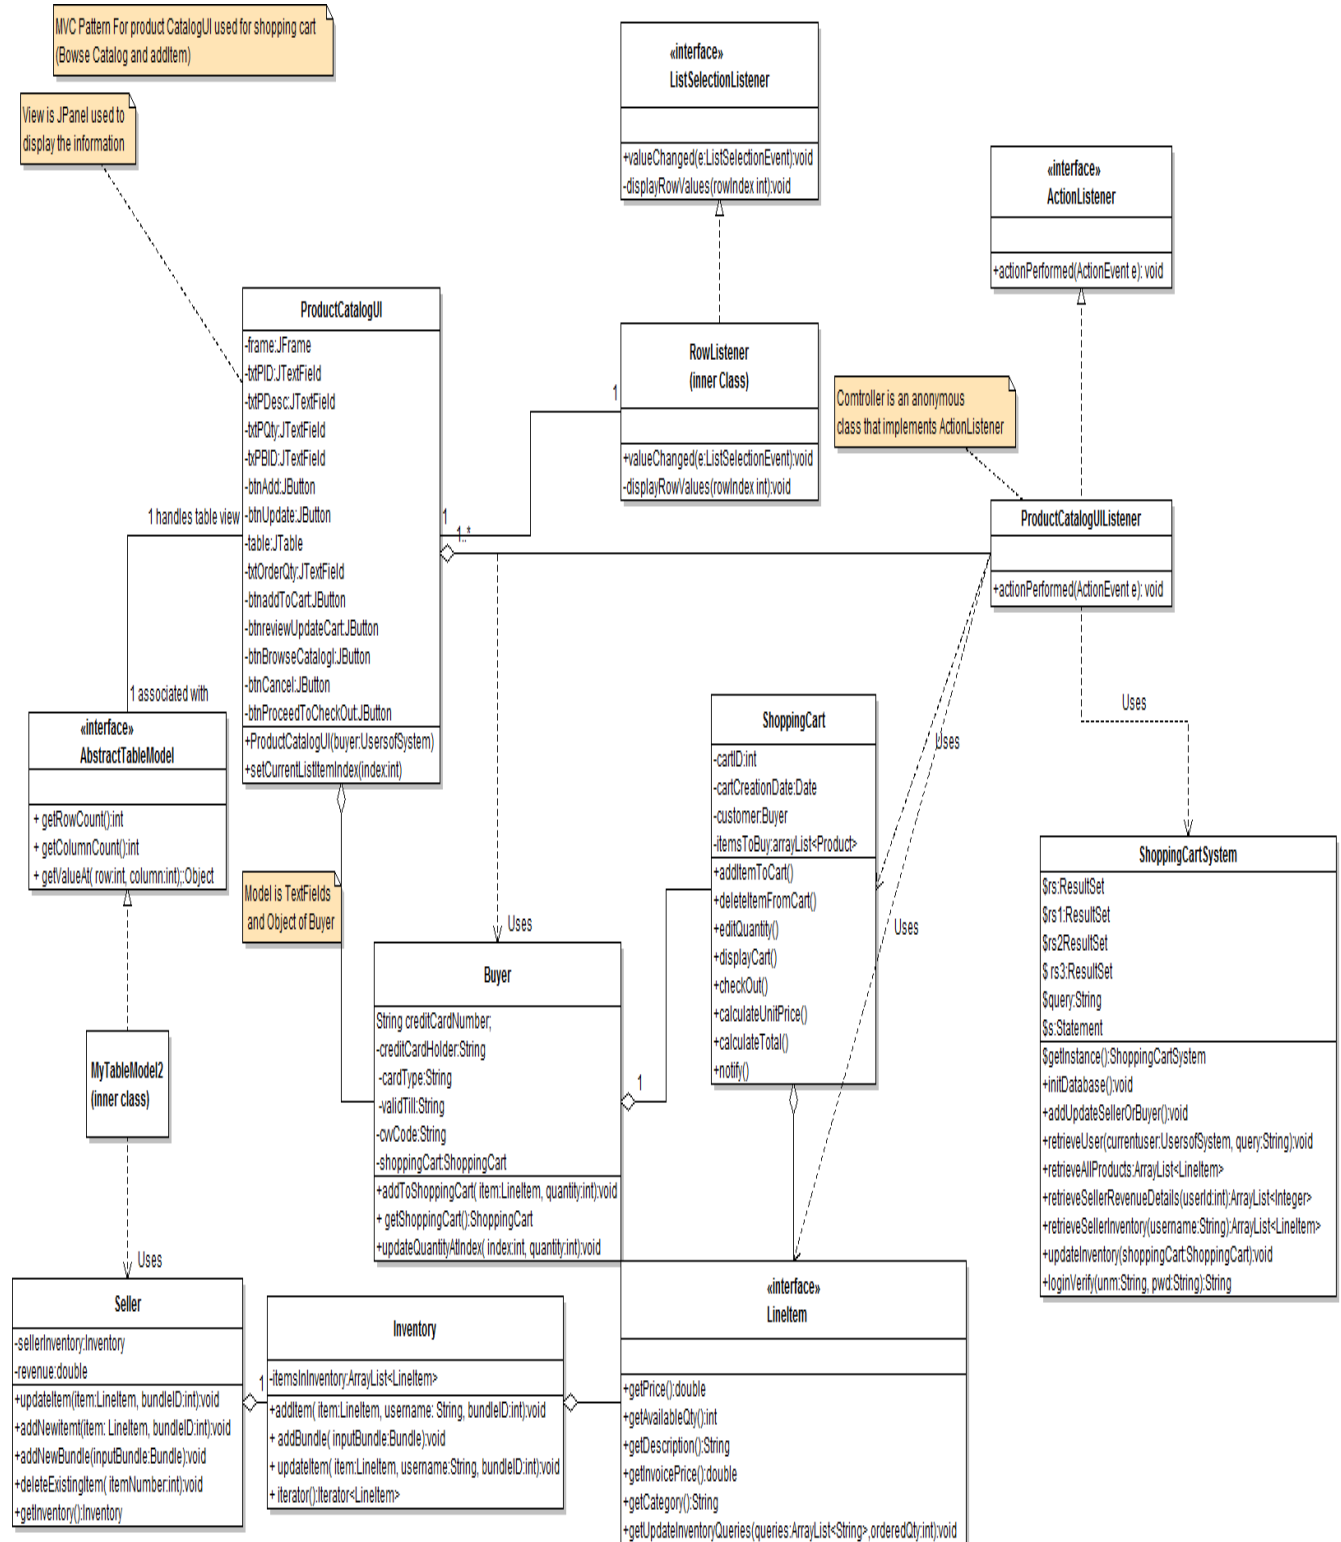 MVC Pattern For product CatalogUI used for shopping cart
(Bowse Catalog and addItem)
View is JPanel used to
display the information
«interface»
ListSelectionListener
+valueChanged(e:ListSelectionEvent):void
-displayRowValues(rowIndex int):void
«interface»
ActionListener
+actionPerformed(ActionEvent e): void
ProductCatalogUI
-frame:JFrame
-txtPID:JTextField
-txtPDesc:JTextField
-txtPQty:JTextField
-txPBID:JTextField
-btnAdd:JButton
-btnUpdate:JButton
-table:JTable
-txtOrderQty:JTextField
-btnaddToCart:JButton
-btnreviewUpdateCart:JButton
-btnBrowseCatalogl:JButton
-btnCancel:JButton
-btnProceedToCheckOut:JButton
+ProductCatalogUI(buyer:UsersofSystem)
+setCurrentListItemIndex(index:int)
RowListener
(inner Class)
+valueChanged(e:ListSelectionEvent):void
-displayRowValues(rowIndex int):void
1
1
1..*
Comtroller is an anonymous
class that implements ActionListener
ProductCatalogUIListener
+actionPerformed(ActionEvent e): void
1 handles table view
1 associated with
«interface»
AbstractTableModel
+ getRowCount():int
+ getColumnCount():int
+ getValueAt( row:int, column:int);:Object
Model is TextFields
and Object of Buyer
Uses
Uses
Uses
Uses
ShoppingCart
-cartID:int
-cartCreationDate:Date
-customer:Buyer
-itemsToBuy:arrayList<Product>
+addItemToCart()
+deleteItemFromCart()
+editQuantity()
+displayCart()
+checkOut()
+calculateUnitPrice()
+calculateTotal()
+notify()
ShoppingCartSystem
$rs:ResultSet
$rs1:ResultSet
$rs2ResultSet
$ rs3:ResultSet
$query:String
$s:Statement
$getInstance():ShoppingCartSystem
+initDatabase():void
+addUpdateSellerOrBuyer():void
+retrieveUser(currentuser:UsersofSystem, query:String):void
+retrieveAllProducts:ArrayList<LineItem>
+retrieveSellerRevenueDetails(userId:int):ArrayList<Integer>
+retrieveSellerInventory(username:String):ArrayList<LineItem>
+updateInventory(shoppingCart:ShoppingCart):void
+loginVerify(unm:String, pwd:String):String
Buyer
String creditCardNumber;
-creditCardHolder:String
-cardType:String
-validTill:String
-cvvCode:String
-shoppingCart:ShoppingCart
+addToShoppingCart( item:LineItem, quantity:int):void
+ getShoppingCart():ShoppingCart
+updateQuantityAtIndex( index:int, quantity:int):void
1
MyTableModel2
(inner class)
Uses
Seller
-sellerInventory:Inventory
-revenue:double
+updateItem(item:LineItem, bundleID:int):void
+addNewitemt(item: LineItem, bundleID:int):void
+addNewBundle(inputBundle:Bundle):void
+deleteExistingItem( itemNumber:int):void
+getInventory():Inventory
1
Inventory
-itemsInInventory:ArrayList<LineItem>
+addItem( item:LineItem, username: String, bundleID:int):void
+ addBundle( inputBundle:Bundle):void
+ updateItem( item:LineItem, username:String, bundleID:int):void
+ iterator():Iterator<LineItem>
«interface»
LineItem
+getPrice():double
+getAvailableQty():int
+getDescription():String
+getInvoicePrice():double
+getCategory():String
+getUpdateInventoryQueries(queries:ArrayList<String>,orderedQty:int):void